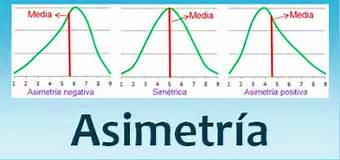 Media
Media
Media
1 2 3 4 5 6 7 8 9
1 2 3 4 5 6 7 8 9
1 2 3 4 5 6 7 8 9
Asimetría negativa
Simétrica
Asimetría positiva
Asimetría